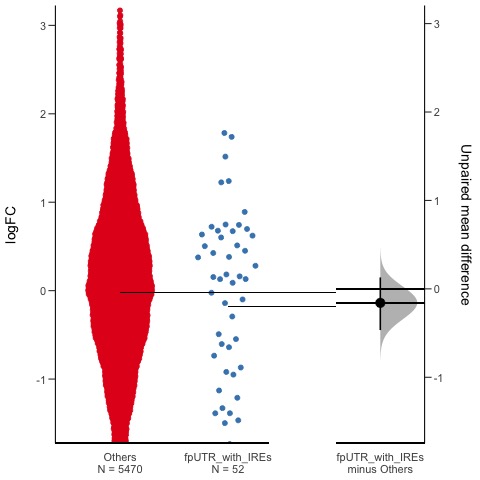 logFC
3
2
1
0
-1
3
2
1
0
-1
Unpaired mean difference
Others
N = 5470
fpUTR_with_IREs
N = 52
fpUTR_with_IREs
minus Others